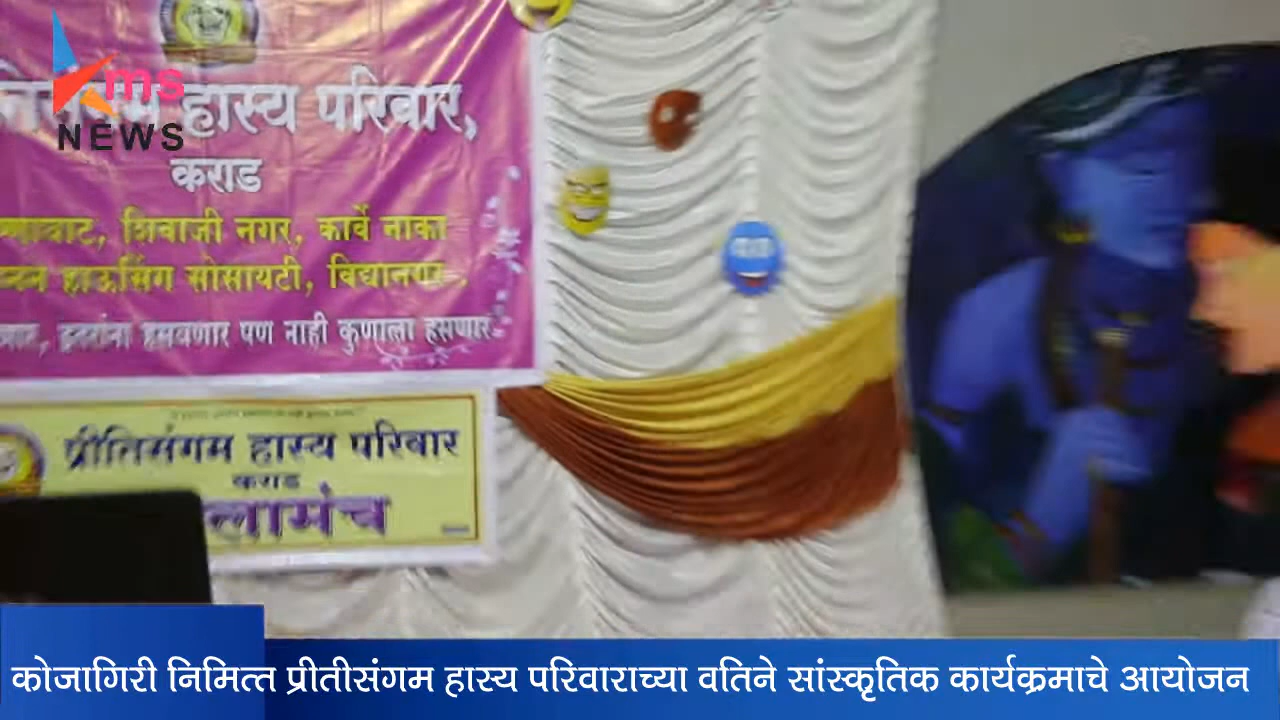 ms
NEWS
हास्य परिवार,
कराड
शिवाजी नगर, कार्वे नाका
हाऊसिंग सोसायटी, विद्यानगर
हसवणार पण नाही कुणाला हसणार
प्रीतिसंगम हास्य परिवार
कराड
लामंच
कोजागिरी निमित्त प्रीतीसंगम हास्य परिवाराच्या वतिने सांस्कृतिक कार्यक्रमाचे आयोजन